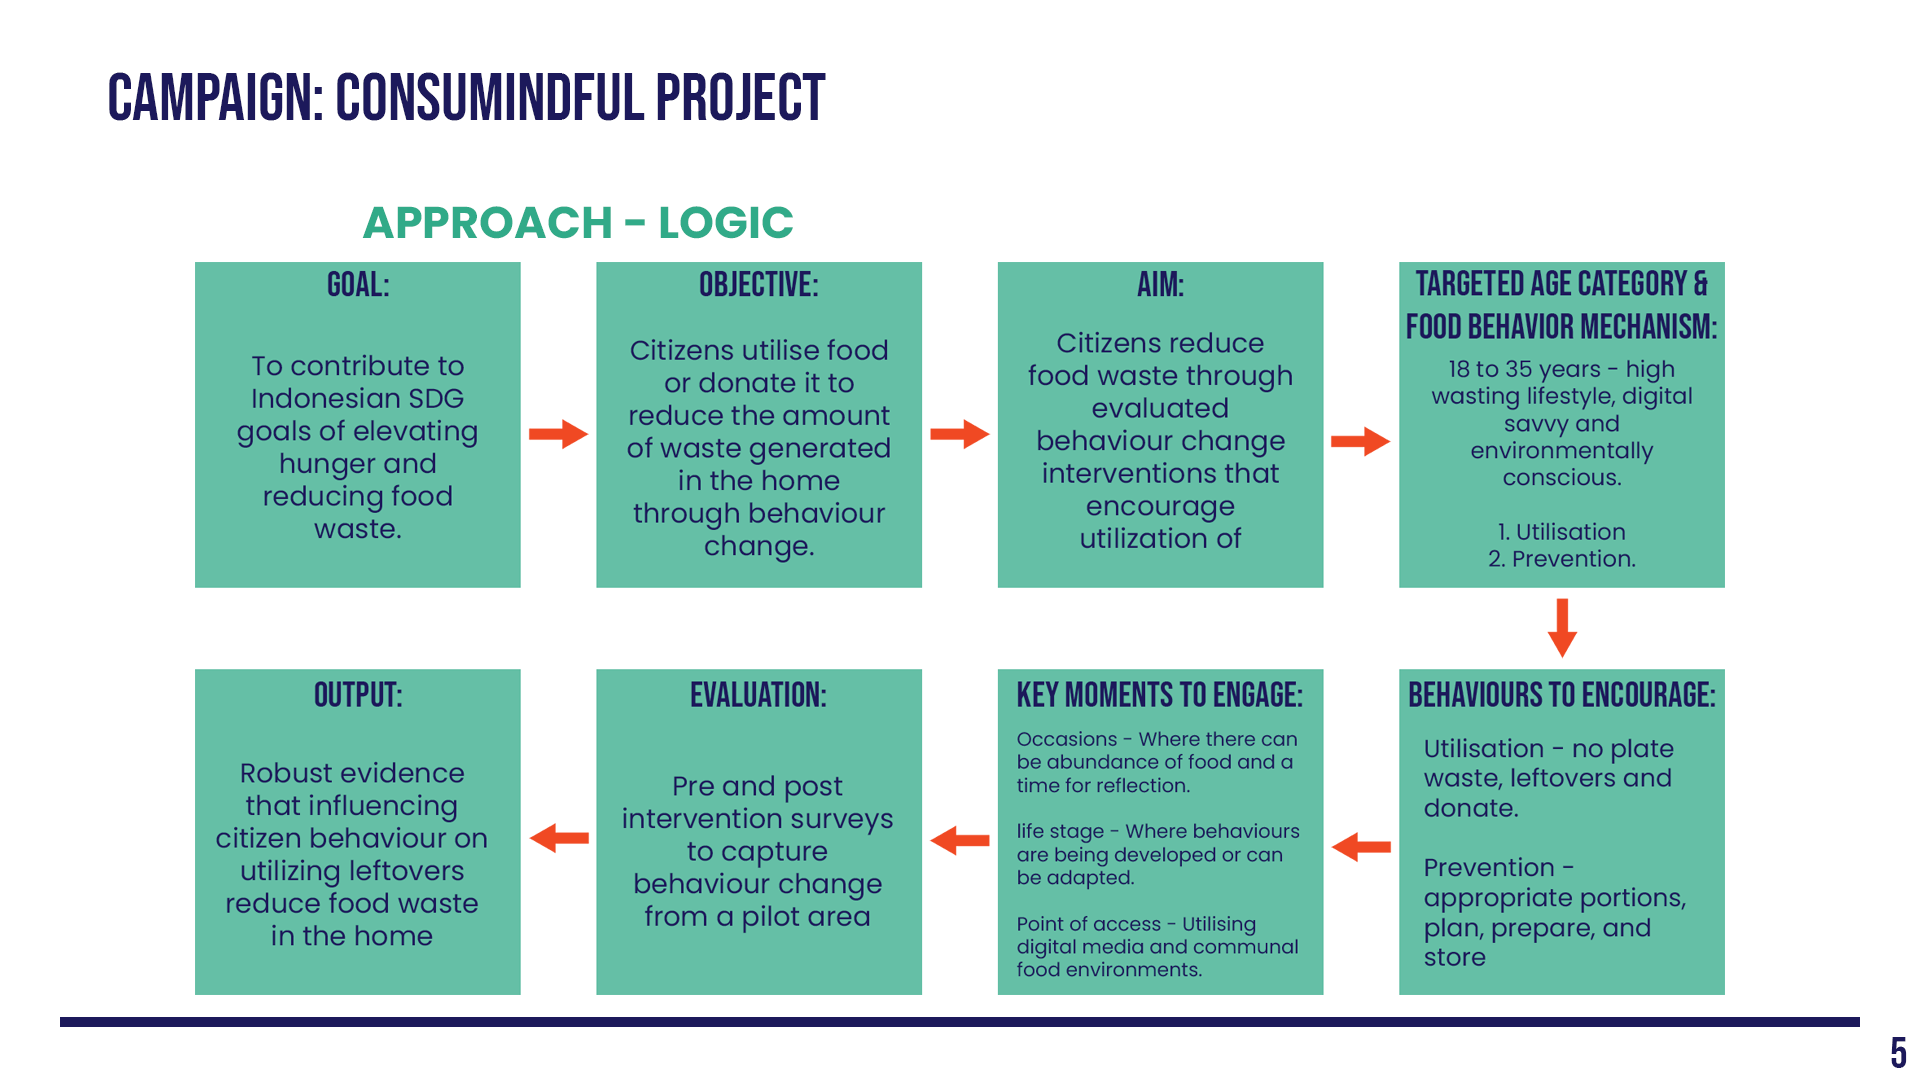 CAMPAIGN: CONSUMINDFUL PROJECT
APPROACH - LOGIC
GOAL:
To contribute to
Indonesian SDG
goals of elevating
hunger and
reducing food
waste.
OBJECTIVE:
Citizens utilise food
or donate it to
reduce the amount
of waste generated
in the home
through behaviour
change.
AIM:
Citizens reduce
food waste through
evaluated
behaviour change
interventions that
encourage
utilization of
TARGETED AGE CATEGORY &
FOOD BEHAVIOR MECHANISM:
18 to 35 years - high
wasting lifestyle, digital
savvy and
environmentally
conscious.
1. Utilisation
2. Prevention.
BEHAVIOURS TO ENCOURAGE:
Utilisation - no plate
waste, leftovers and
donate.
Prevention -
appropriate portions,
plan, prepare, and
store
KEY MOMENTS TO ENGAGE:
Occasions - Where there can
be abundance of food and a
time for reflection.
life stage - Where behaviours
are being developed or can
be adapted.
Point of access - Utilising
digital media and communal
food environments.
EVALUATION:
Pre and post
intervention surveys
to capture
behaviour change
from a pilot area
OUTPUT:
Robust evidence
that influencing
citizen behaviour on
utilizing leftovers
reduce food waste
in the home
5